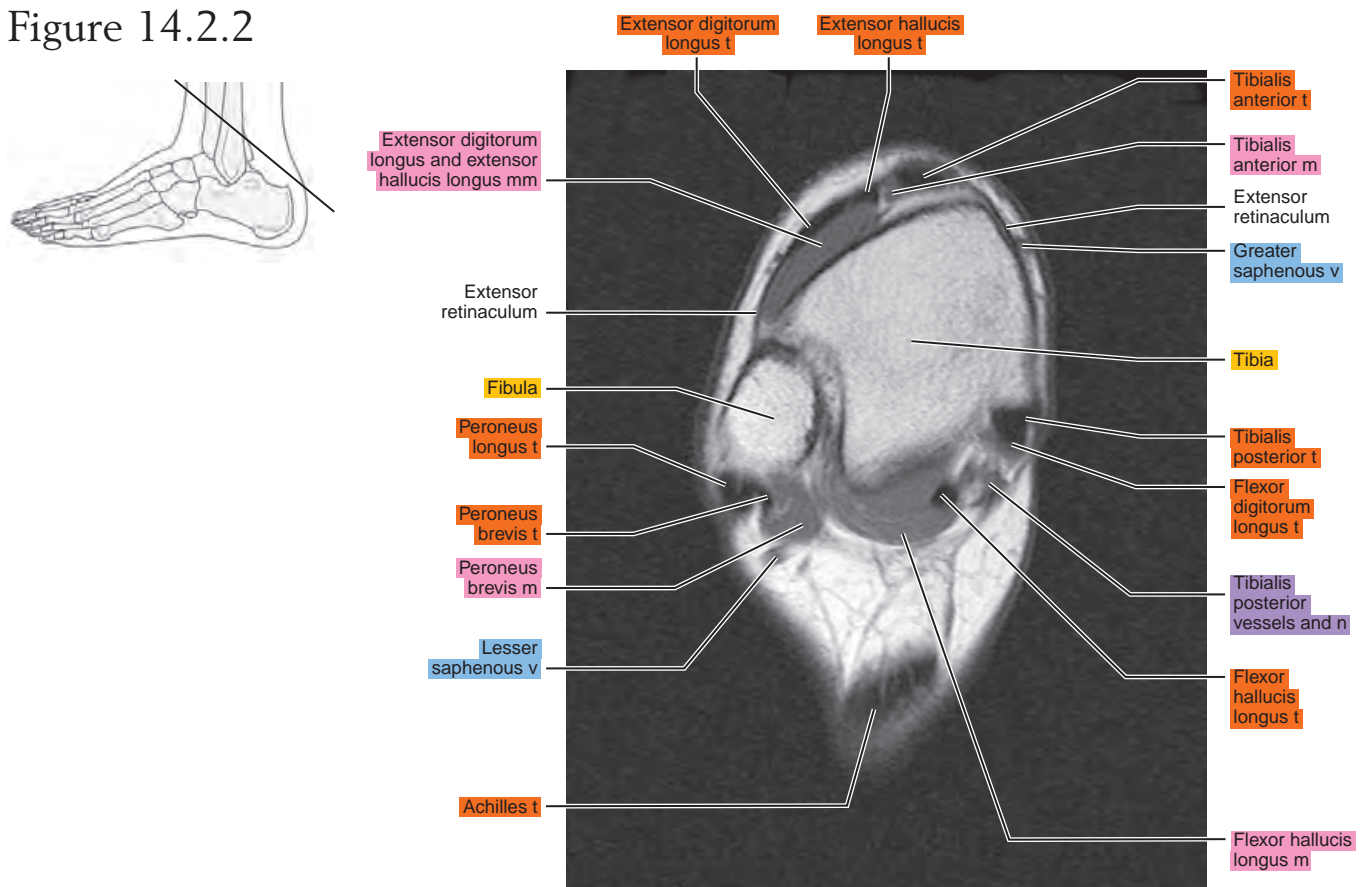 Figure 14.2.2
Extensor digitorum
longus t
Extensor hallucis
longus t
Extensor digitorum
longus and extensor
hallucis longus mm
Extensor
retinaculum
Fibula
Peroneus
longus t
Peroneus
brevis t
Peroneus
brevis m
Lesser
saphenous v
Achilles t
Tibialis
anterior t
Tibialis
anterior m
Extensor
retinaculum
Greater
saphenous v
Tibia
Tibialis
posterior t
Flexor
digitorum
longus t
Tibialis
posterior
vessels and n
Flexor
hallucis
longus t
Flexor hallucis
longus m